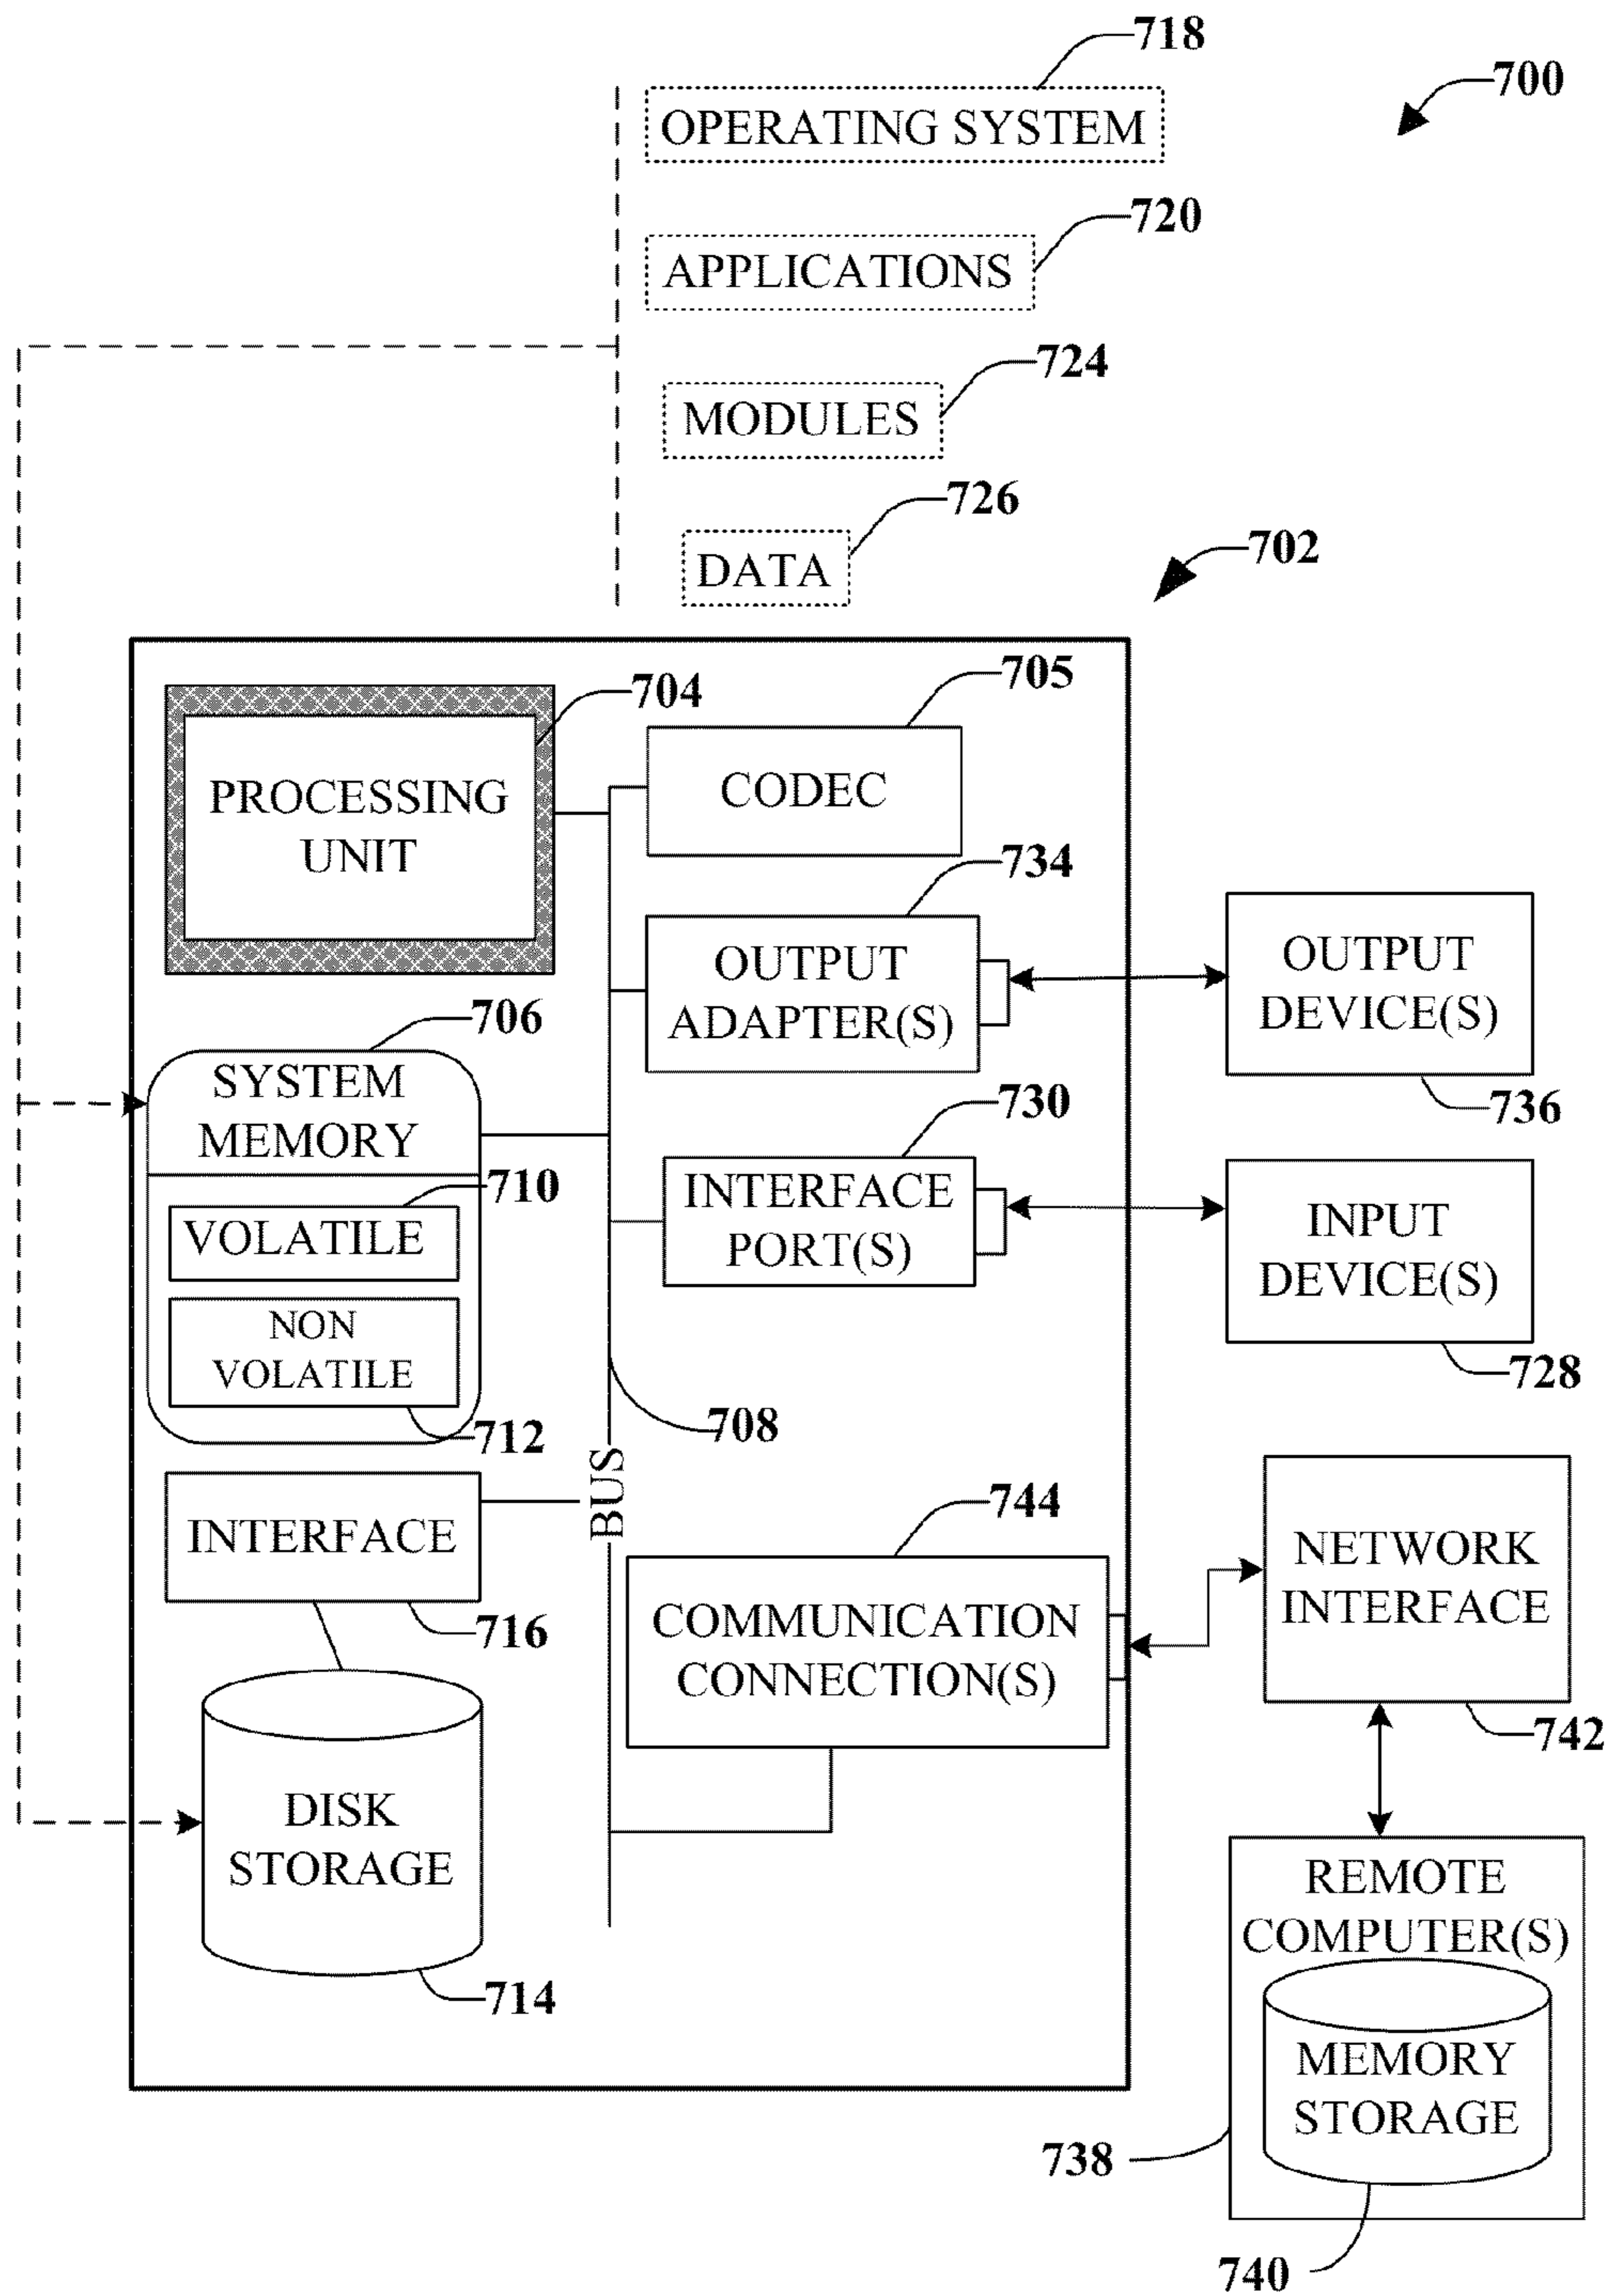 718
700
OPERATING SYSTEM
720
APPLICATIONS
724
MODULES
726
DATA
702
704
PROCESSING
UNIT
705
CODEC
734
OUTPUT
ADAPTER(S)
OUTPUT
DEVICE(S)
736
706
SYSTEM
MEMORY
710
VOLATILE
NON
VOLATILE
712
730
INTERFACE
PORT(S)
INPUT
DEVICE(S)
728
708
BUS
INTERFACE
716
744
COMMUNICATION
CONNECTION(S)
NETWORK
INTERFACE
742
DISK
STORAGE
714
REMOTE
COMPUTER(S)
MEMORY
STORAGE
738
740